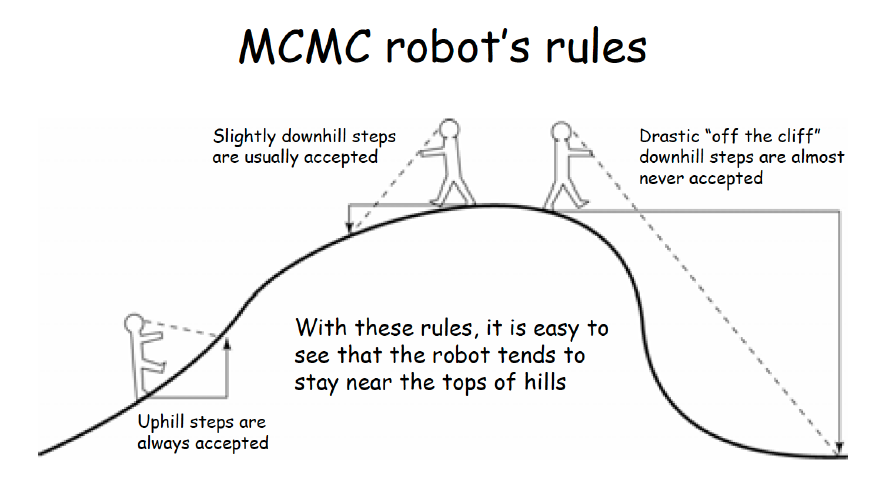 MCMC robot's rules
Slightly downhill steps
are usually accepted
Drastic “off the cliff”
downhill steps are almost
never accepted
With these rules, it is easy to
see that the robot tends to
stay near the tops of hills
Uphill steps are
always accepted